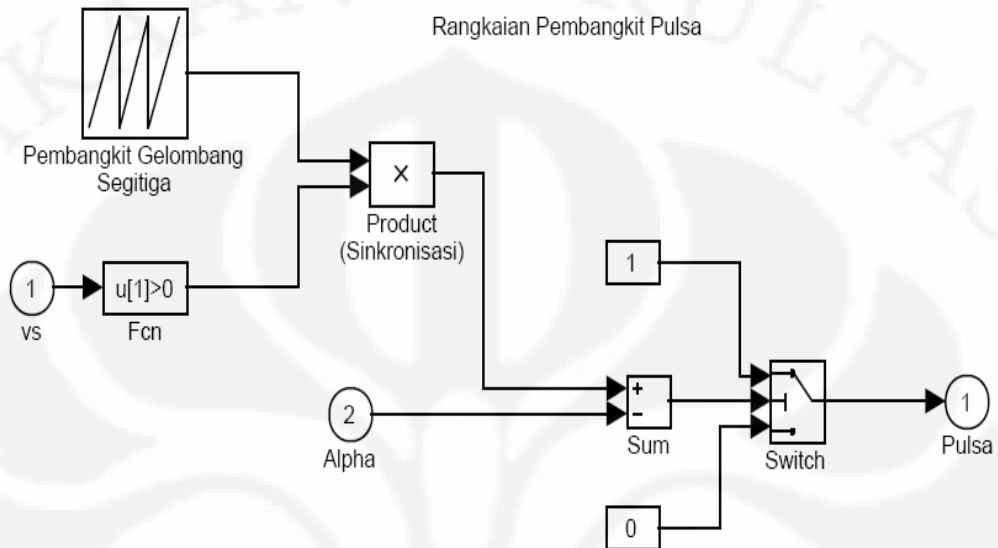 Rangkaian Pembangkit Pulsa
Pembangkit Gelombang
Segitiga
×
Product
(Sinkronisasi)
1
vs
u[1]>0
Fcn
1
2
Alpha
+
−
Sum
Switch
1
Pulsa
0